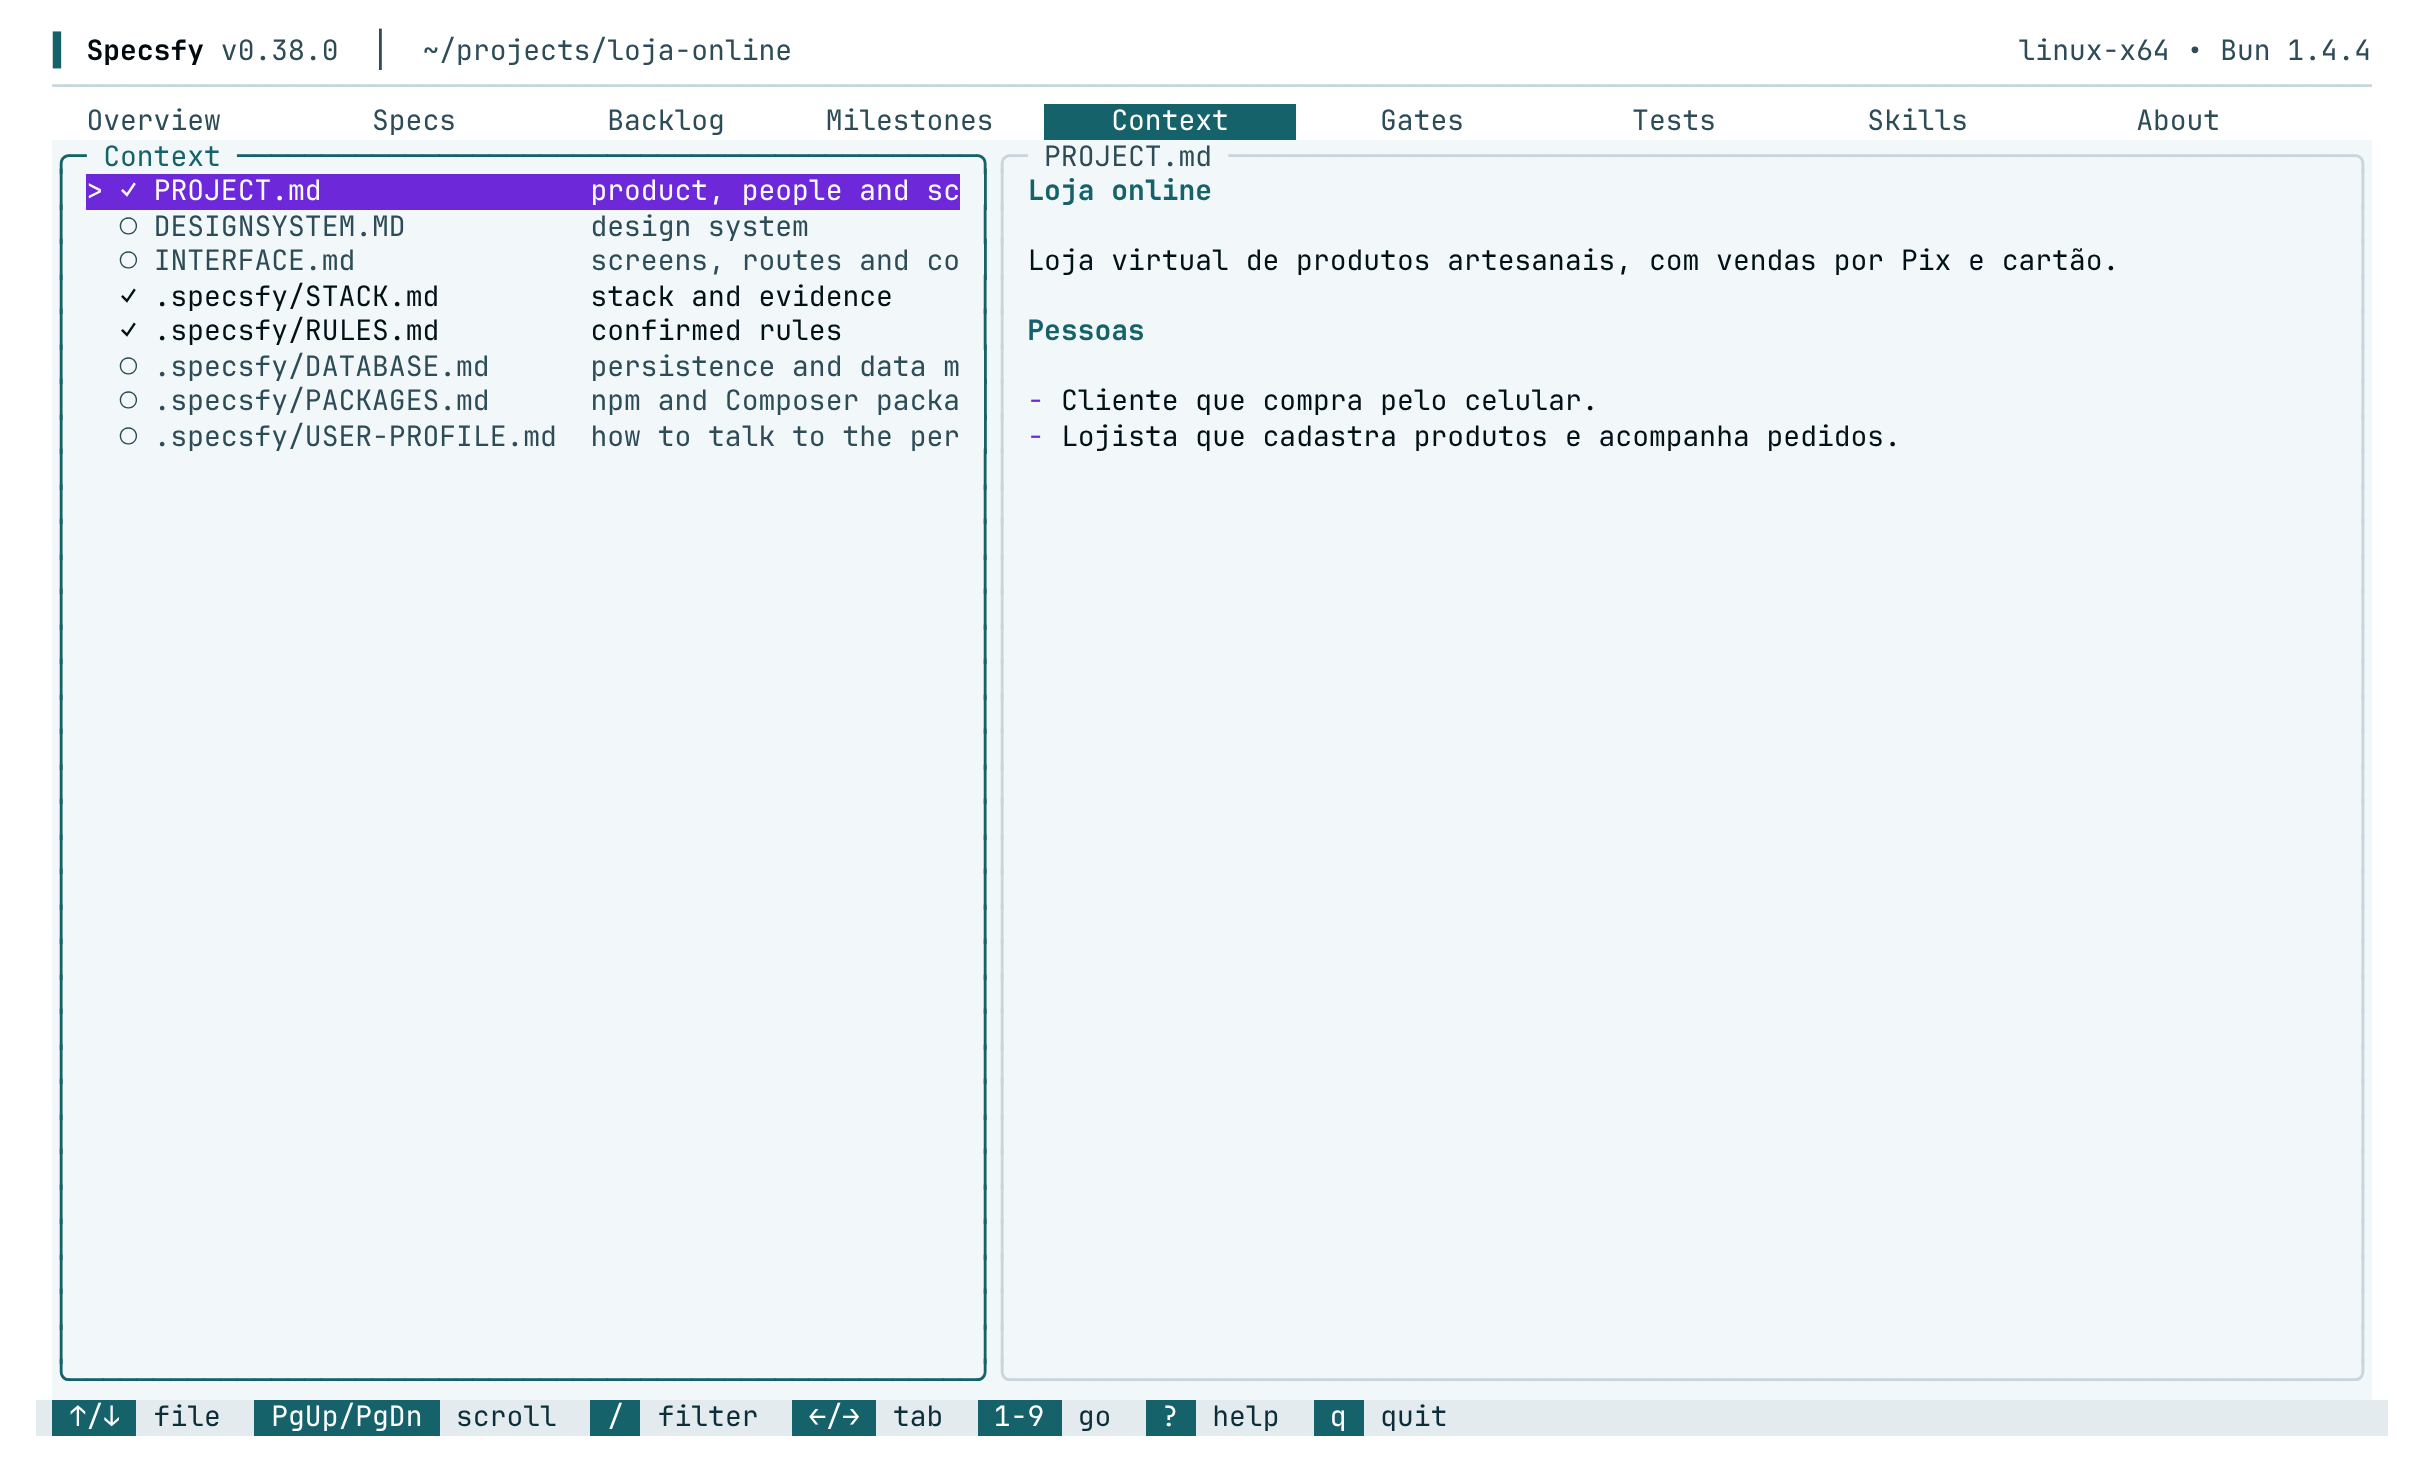 Specsfy v0.38.0 │ ~/projects/loja-online linux-x64 • Bun 1.4.4
Overview Specs Backlog Milestones Context Gates Tests Skills About
Context
> ✓ PROJECT.md product, people and sc
○ DESIGNSYSTEM.MD design system
○ INTERFACE.md screens, routes and co
✓ .specsfy/STACK.md stack and evidence
✓ .specsfy/RULES.md confirmed rules
○ .specsfy/DATABASE.md persistence and data m
○ .specsfy/PACKAGES.md npm and Composer packa
○ .specsfy/USER-PROFILE.md how to talk to the per
PROJECT.md
Loja online
Loja virtual de produtos artesanais, com vendas por Pix e cartão.
Pessoas
- Cliente que compra pelo celular.
- Lojista que cadastra produtos e acompanha pedidos.
↑/↓ file PgUp/PgDn scroll / filter ←/→ tab 1-9 go ? help q quit